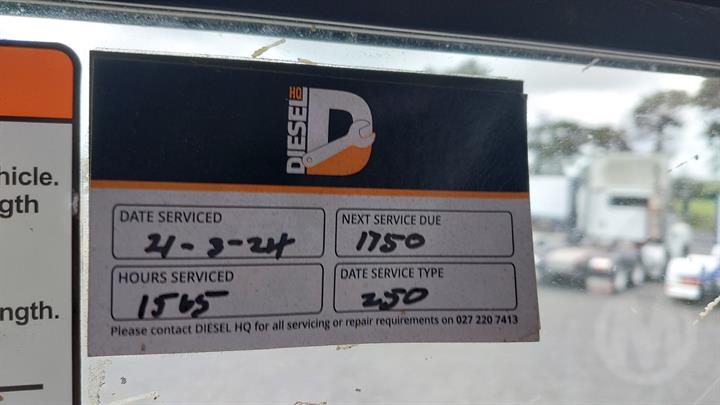 hicle.
gth
ngth.
DIESEL HQ
DATE SERVICED
21-3-24
NEXT SERVICE DUE
1750
HOURS SERVICED
1565
DATE SERVICE TYPE
250
Please contact DIESEL HQ for all servicing or repair requirements on 027 220 7413
M